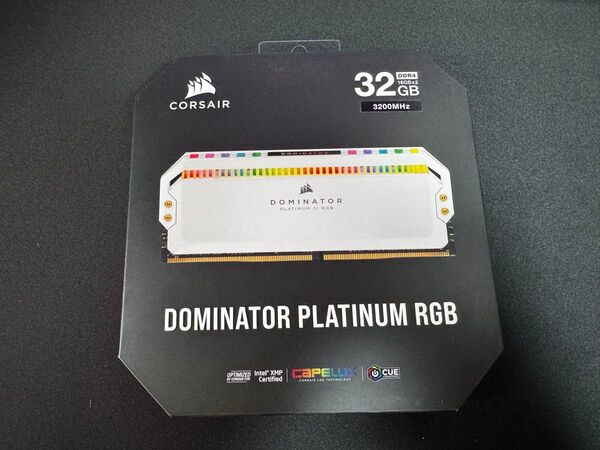 CORSAIR
32GB
DDR4
16GBx2
3200MHz
DOMINATOR
DOMINATOR
PLATINUM // RGB
DOMINATOR PLATINUM RGB
OPTIMIZED
BY CORSAIR FOR
Intel® XMP
Certified
CAPELLUX
CORSAIR LED TECHNOLOGY
CUE